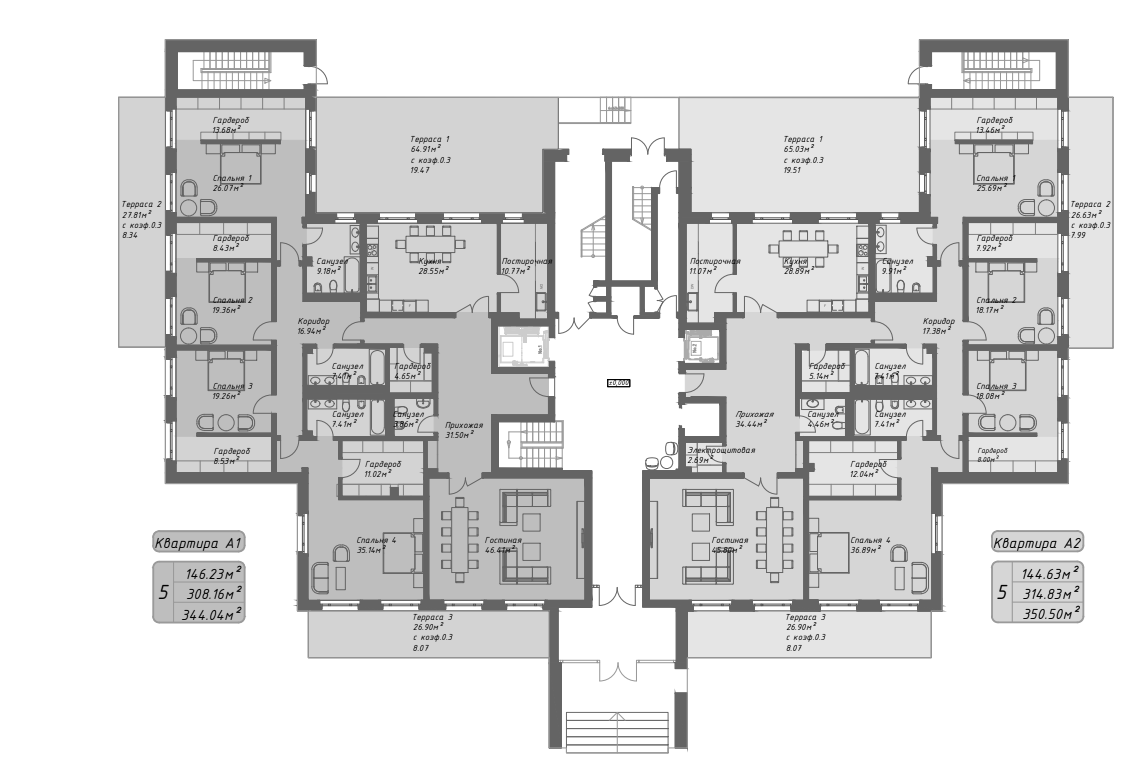 Гардероб
13.68м²
Спальня 1
26.07м²
Терраса 1
64.91м²
с коэф.0.3
19.47
Терраса 1
65.03м²
с коэф.0.3
19.51
Гардероб
13.46м²
Спальня 1
25.69м²
Терраса 2
27.81м²
с коэф.0.3
8.34
Терраса 2
26.63м²
с коэф.0.3
7.99
Гардероб
8.43м²
Санузел
9.18м²
Кухня
28.55м²
Постирочная
10.77м²
Постирочная
11.07м²
Кухня
28.89м²
Санузел
9.91м²
Гардероб
7.92м²
Спальня 2
19.36м²
Коридор
16.94м²
Коридор
17.38м²
Спальня 2
18.17м²
Спальня 3
19.26м²
Санузел
7.41м²
Гардероб
4.65м²
±0.000
Гардероб
5.14м²
Санузел
7.41м²
Спальня 3
18.08м²
Санузел
7.41м²
Санузел
3.86м²
Прихожая
31.50м²
Прихожая
34.44м²
Санузел
4.46м²
Санузел
7.41м²
Гардероб
8.53м²
Гардероб
11.02м²
Электрощитовая
2.69м²
Гардероб
12.04м²
Гардероб
8.00м²
Спальня 4
35.14м²
Гостиная
46.41м²
Гостиная
45.80м²
Спальня 4
36.89м²
Квартира А1
5
146.23м²
308.16м²
344.04м²
Квартира А2
5
144.63м²
314.83м²
350.50м²
Терраса 3
26.90м²
с коэф.0.3
8.07
Терраса 3
26.90м²
с коэф.0.3
8.07